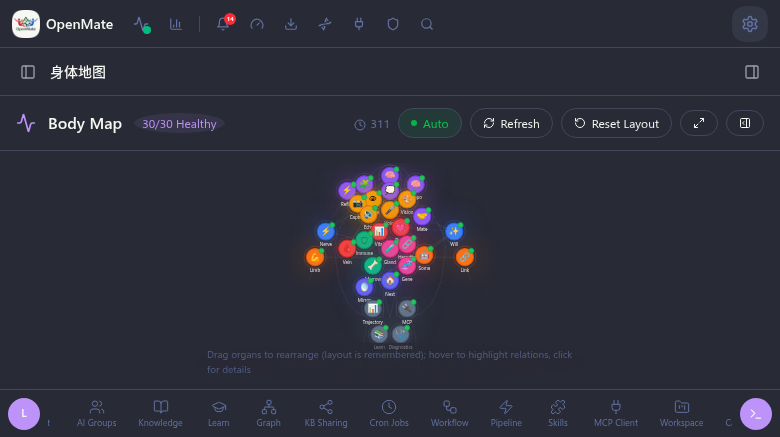 OpenMate
14
身体地图
Body Map
30/30 Healthy
311
Auto
Refresh
Reset Layout
Vision
Mate
Nerve
Will
Immune
Vein
Gland
Limb
Some
Link
Gene
Nest
Trajectory
MCP
Learn
Diagnostics
Drag organs to rearrange (layout is remembered); hover to highlight relations, click
for details
L
t
AI Groups
Knowledge
Learn
Graph
KB Sharing
Cron Jobs
Workflow
Pipeline
Skills
MCP Client
Workspace